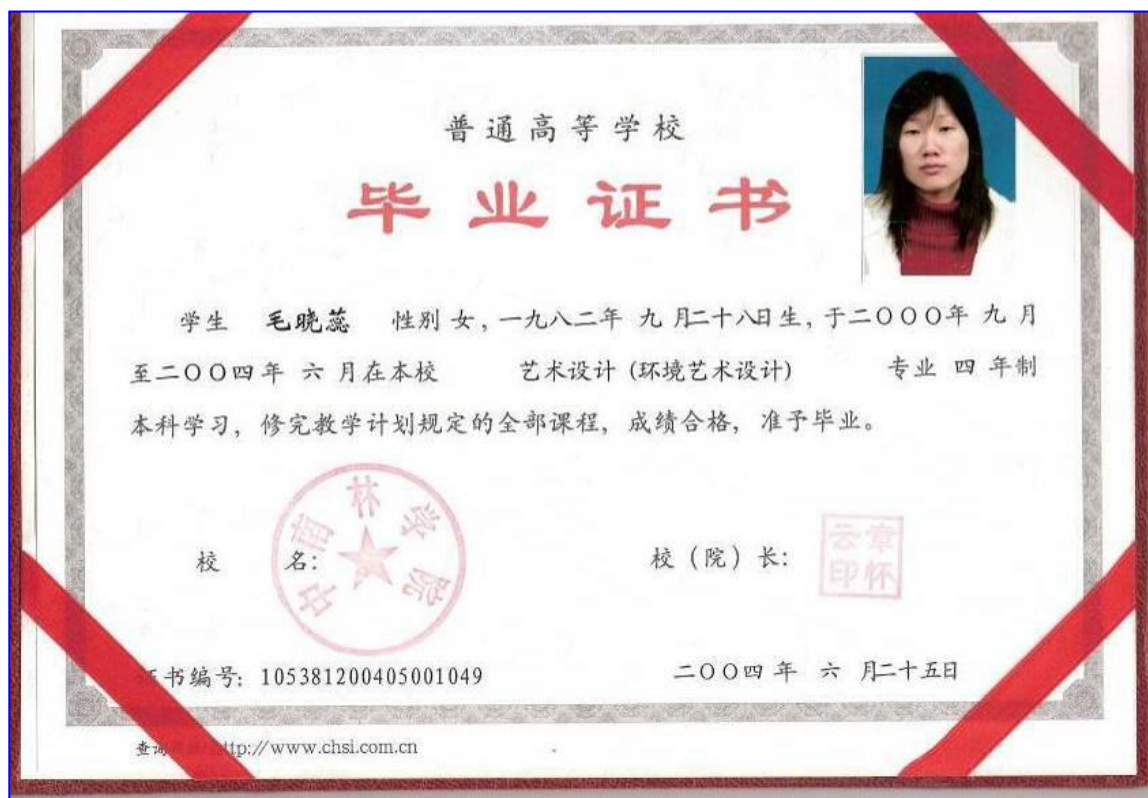 普通高等学校
毕业证书
学生 毛晓蕊 性别 女，一九八二年 九 月二十八日生，于二〇〇〇年 九 月
至二〇〇四年 六 月在本校 艺术设计 (环境艺术设计) 专业 四 年制
本科学习，修完教学计划规定的全部课程，成绩合格，准予毕业。
中南林学院
校 名：
校（院）长：
云章
印怀
书编号：105381200405001049
二〇〇四年 六 月二十五日
查询 http://www.chsi.com.cn